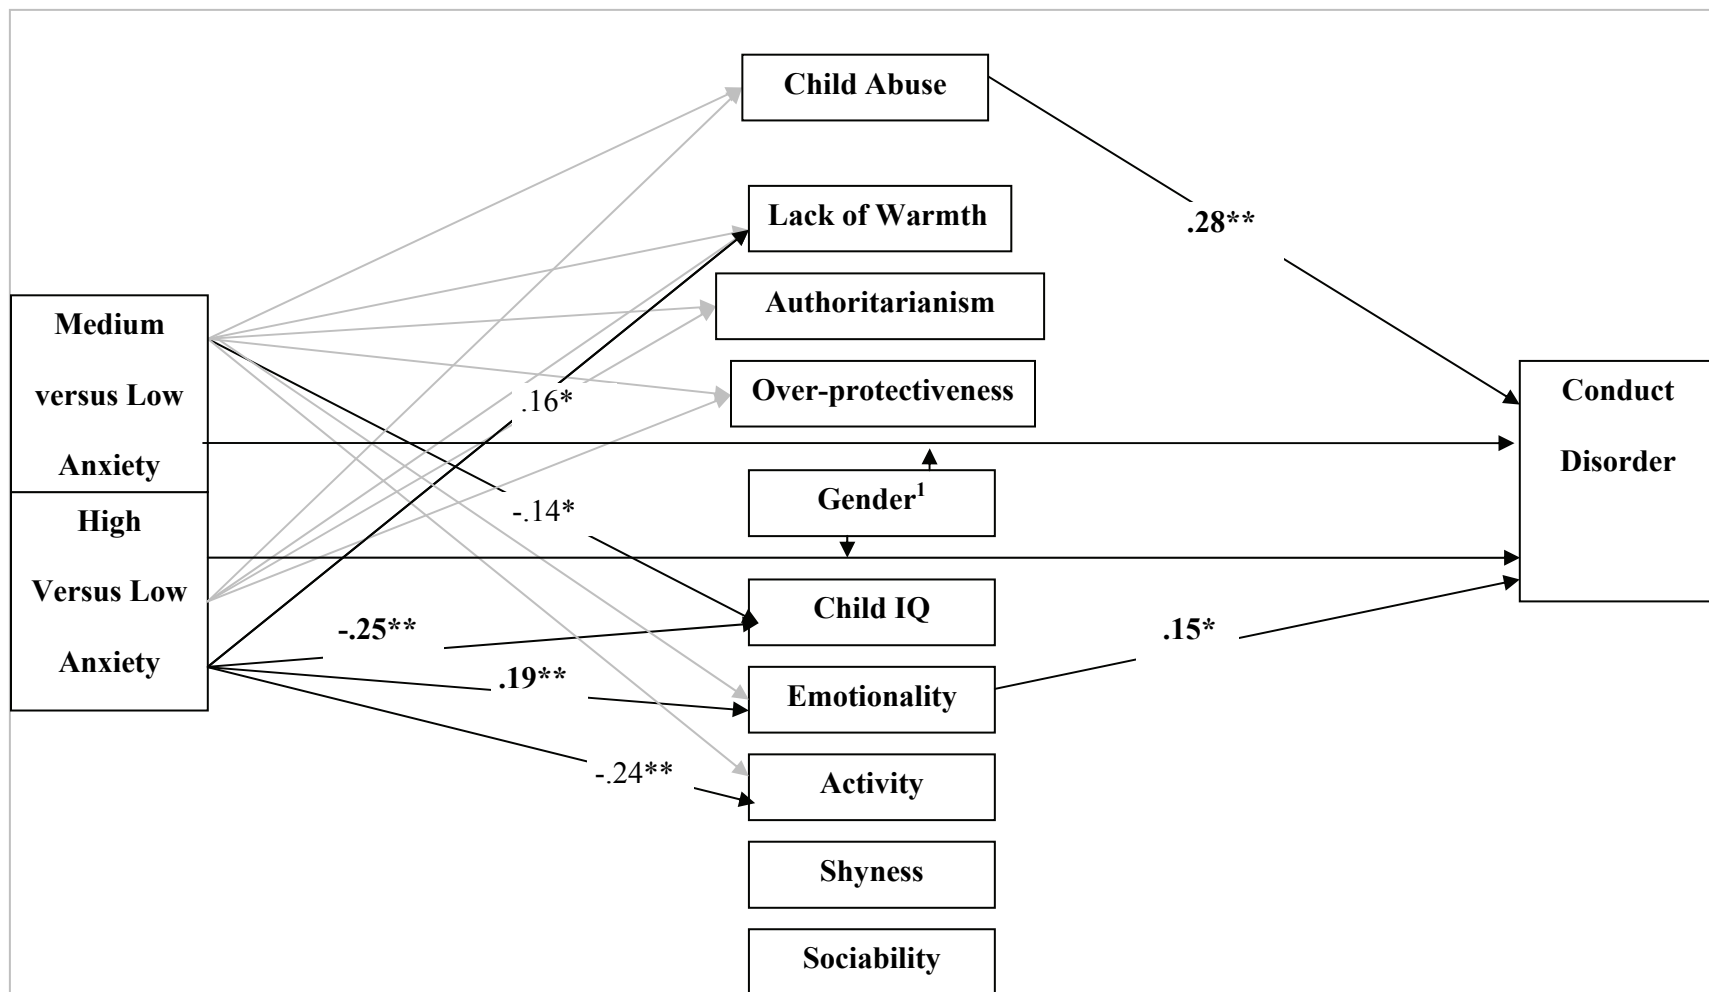 Child Abuse
Lack of Warmth
.28**
Authoritarianism
Medium
versus Low
Anxiety
Over-protectiveness
.16*
Conduct
Disorder
Gender1
-.14*
High
Versus Low
Anxiety
Child IQ
-.25**
.15*
.19**
Emotionality
-.24**
Activity
Shyness
Sociability